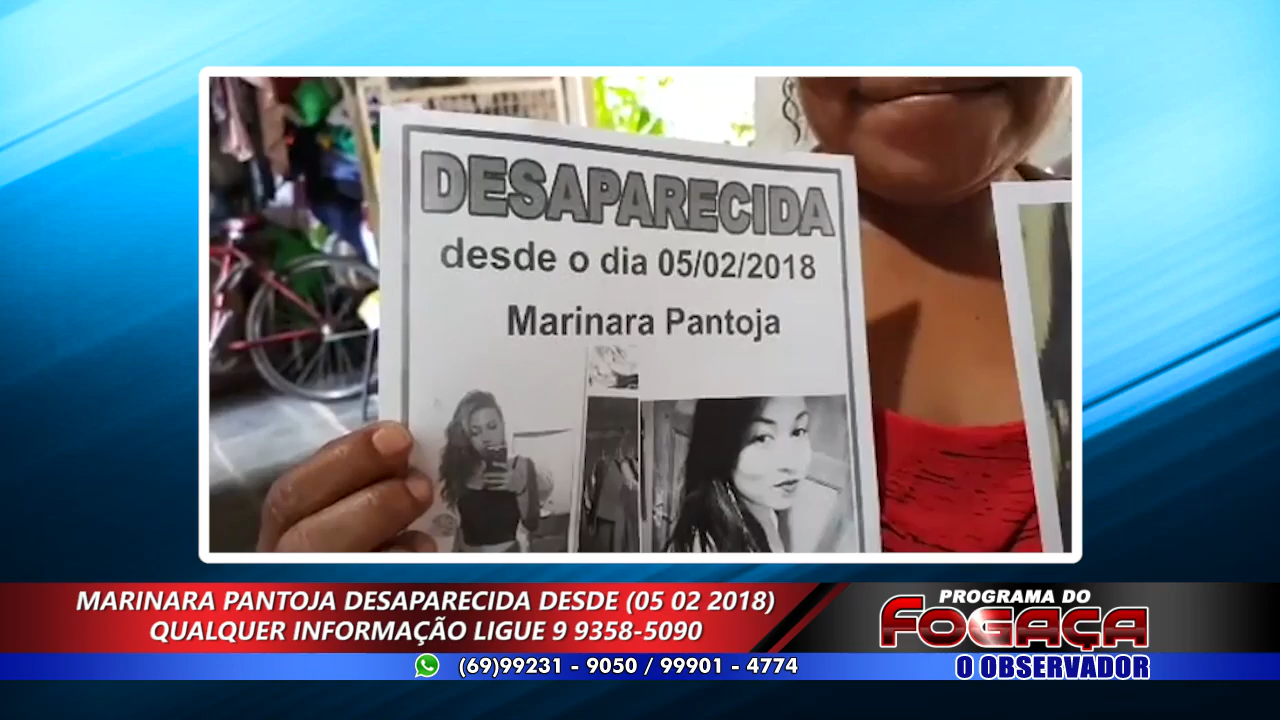 DESAPARECIDA
desde o dia 05/02/2018
Marinara Pantoja
MARINARA PANTOJA DESAPARECIDA DESDE (05 02 2018)
QUALQUER INFORMAÇÃO LIGUE 9 9358-5090
PROGRAMA DO
FOGAÇA
O OBSERVADOR
(69)99231 - 9050 / 99901 - 4774